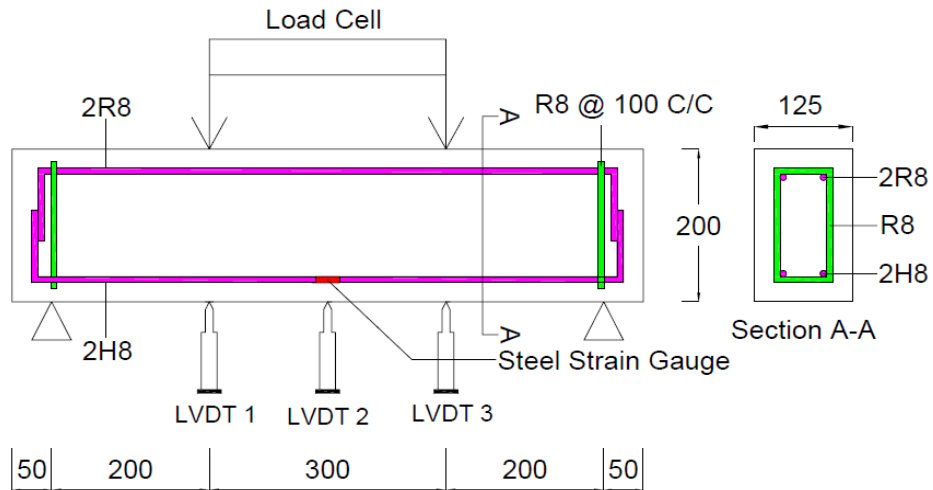 Load Cell
2R8
A
R8 @ 100 C/C
125
2R8
200
R8
2H8
A
Section A-A
2H8
Steel Strain Gauge
LVDT 1
LVDT 2
LVDT 3
50
200
300
200
50